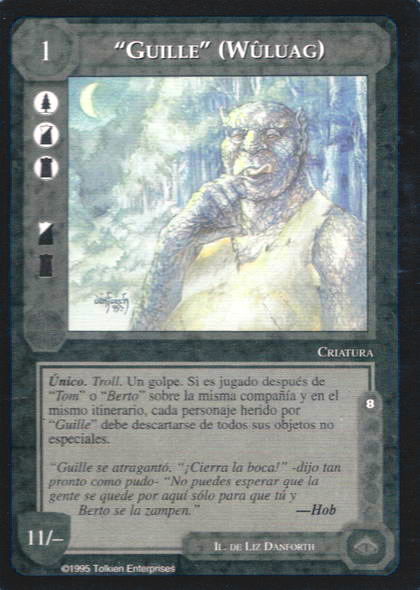 1
“GUILLE” (WÛLUAG)
DANFORTH
95
CRIATURA
Único. Troll. Un golpe. Si es jugado después de
“Tom” o “Berto” sobre la misma compañía y en el
mismo itinerario, cada personaje herido por
“Guille” debe descartarse de todos sus objetos no
especiales.
8
“Guille se atragantó. “¡Cierra la boca!” -dijo tan
pronto como pudo- “No puedes esperar que la
gente se quede por aquí sólo para que tú y
Berto se la zampen.” —Hob
11/–
IL. DE LIZ DANFORTH
©1995 Tolkien Enterprises